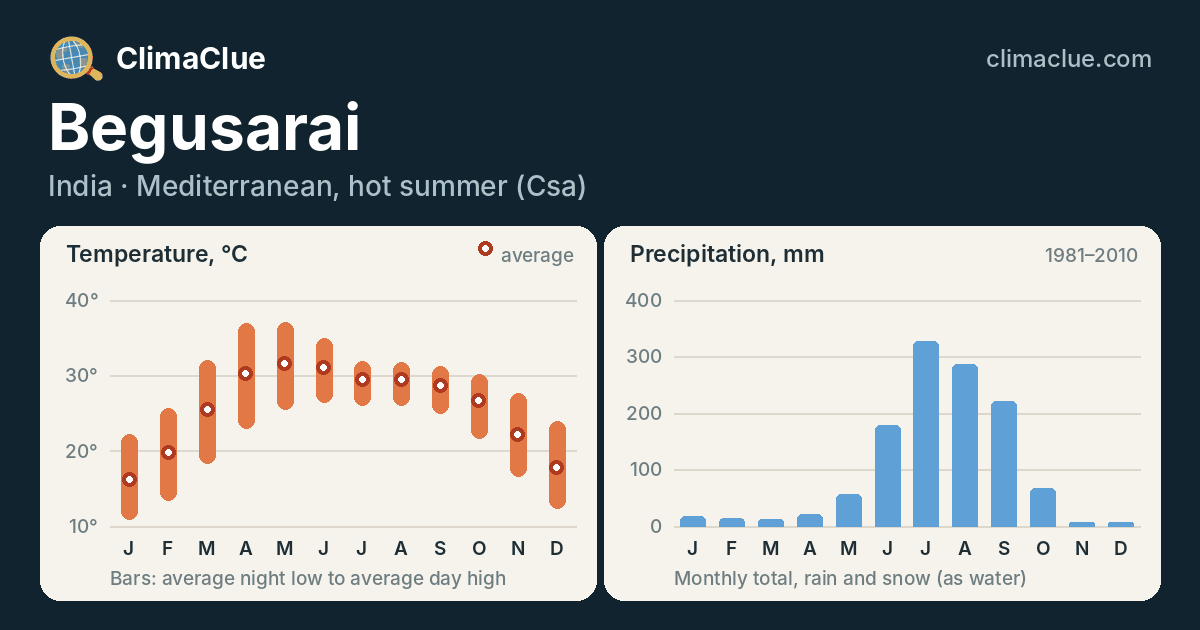 ClimaClue
climaclue.com
Begusarai
India · Mediterranean, hot summer (Csa)
Temperature, °C
average
40°
30°
20°
10°
J F M A M J J A S O N D
Bars: average night low to average day high
Precipitation, mm
1981–2010
400
300
200
100
0
J F M A M J J A S O N D
Monthly total, rain and snow (as water)